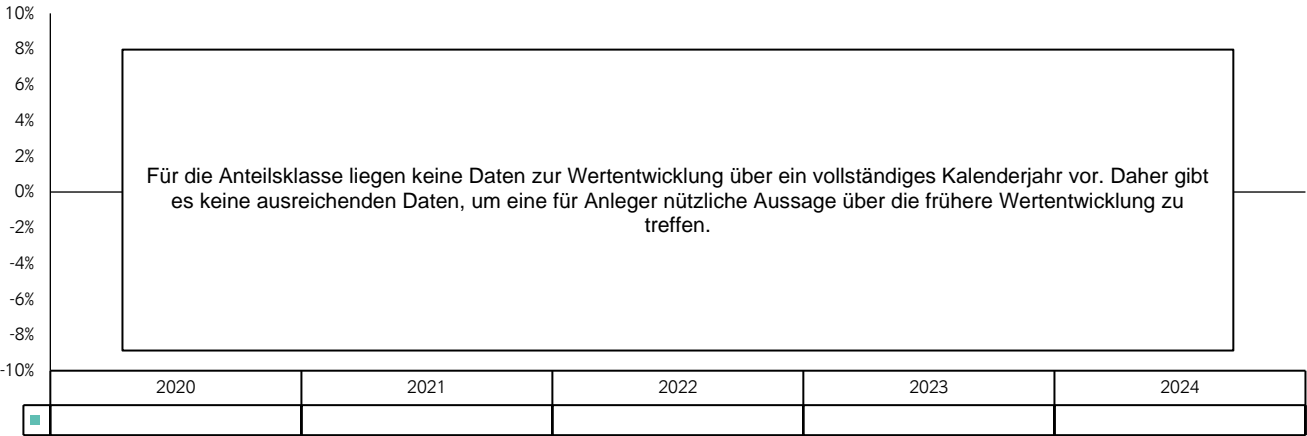 10%
8%
6%
4%
2%
0%
-2%
-4%
-6%
-8%
-10%
Für die Anteilsklasse liegen keine Daten zur Wertentwicklung über ein vollständiges Kalenderjahr vor. Daher gibt
es keine ausreichenden Daten, um eine für Anleger nützliche Aussage über die frühere Wertentwicklung zu
treffen.
2020 2021 2022 2023 2024